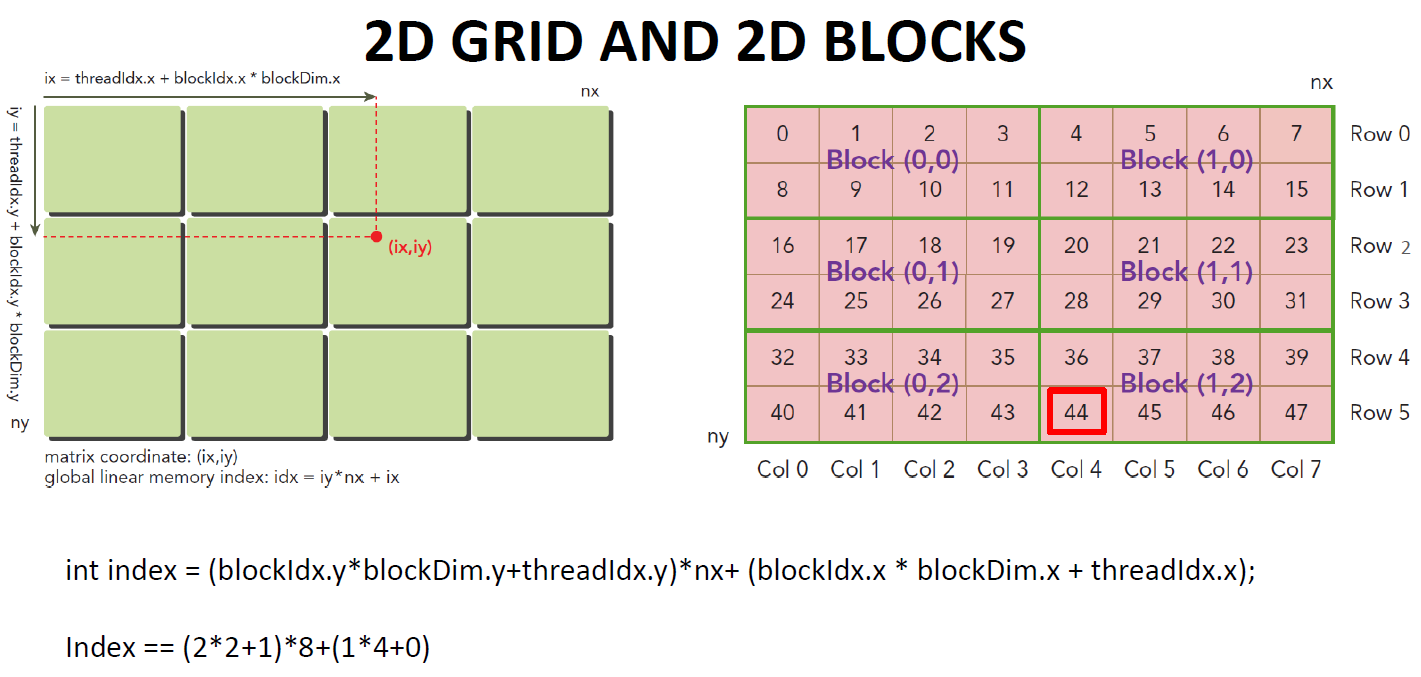 2D GRID AND 2D BLOCKS
ix = threadIdx.x + blockIdx.x * blockDim.x
nx
iy = threadIdx.y + blockIdx.y * blockDim.y
(ix,iy)
ny
matrix coordinate: (ix,iy)
global linear memory index: idx = iy*nx + ix
nx
0 1 2 3 4 5 6 7 Row 0
Block (0,0) Block (1,0)
8 9 10 11 12 13 14 15 Row 1
16 17 18 19 20 21 22 23 Row 2
Block (0,1) Block (1,1)
24 25 26 27 28 29 30 31 Row 3
32 33 34 35 36 37 38 39 Row 4
Block (0,2) Block (1,2)
40 41 42 43 44 45 46 47 Row 5
ny
Col 0 Col 1 Col 2 Col 3 Col 4 Col 5 Col 6 Col 7
int index = (blockIdx.y*blockDim.y+threadIdx.y)*nx+ (blockIdx.x * blockDim.x + threadIdx.x);
Index == (2*2+1)*8+(1*4+0)